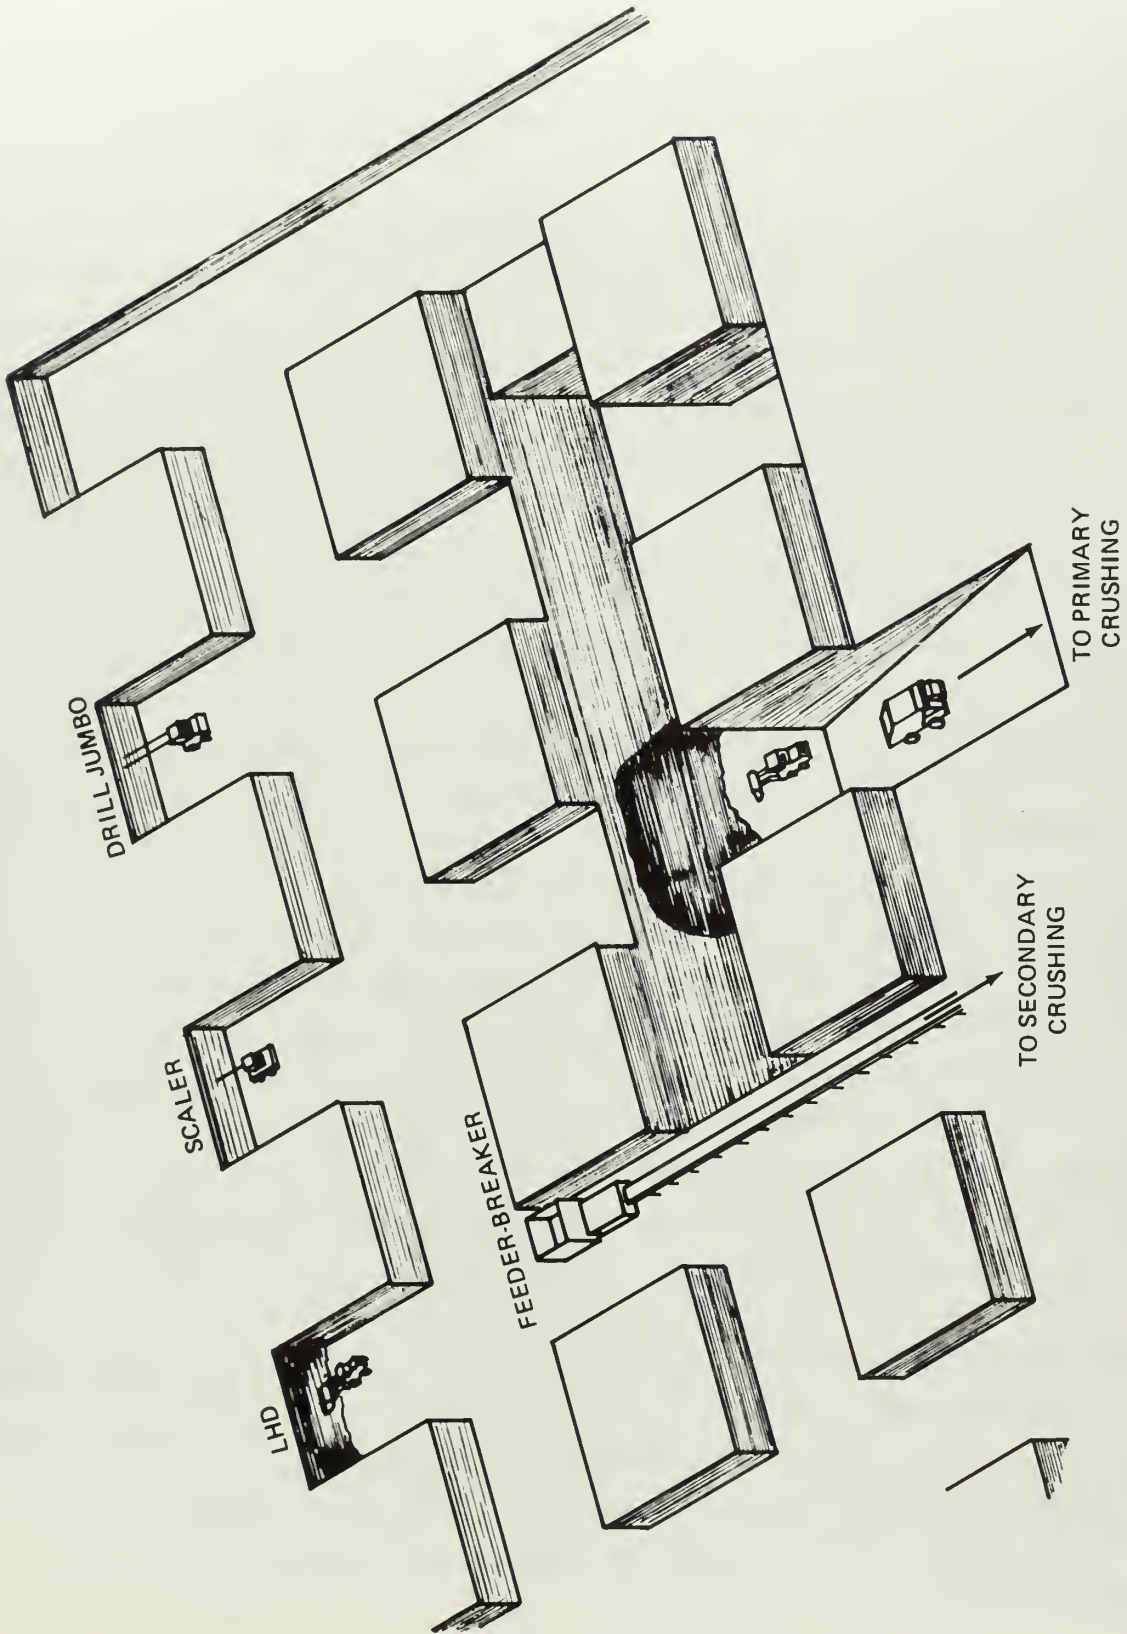 DRILL JUMBO
SCALER
LHD
FEEDER-BREAKER
TO PRIMARY
CRUSHING
TO SECONDARY
CRUSHING